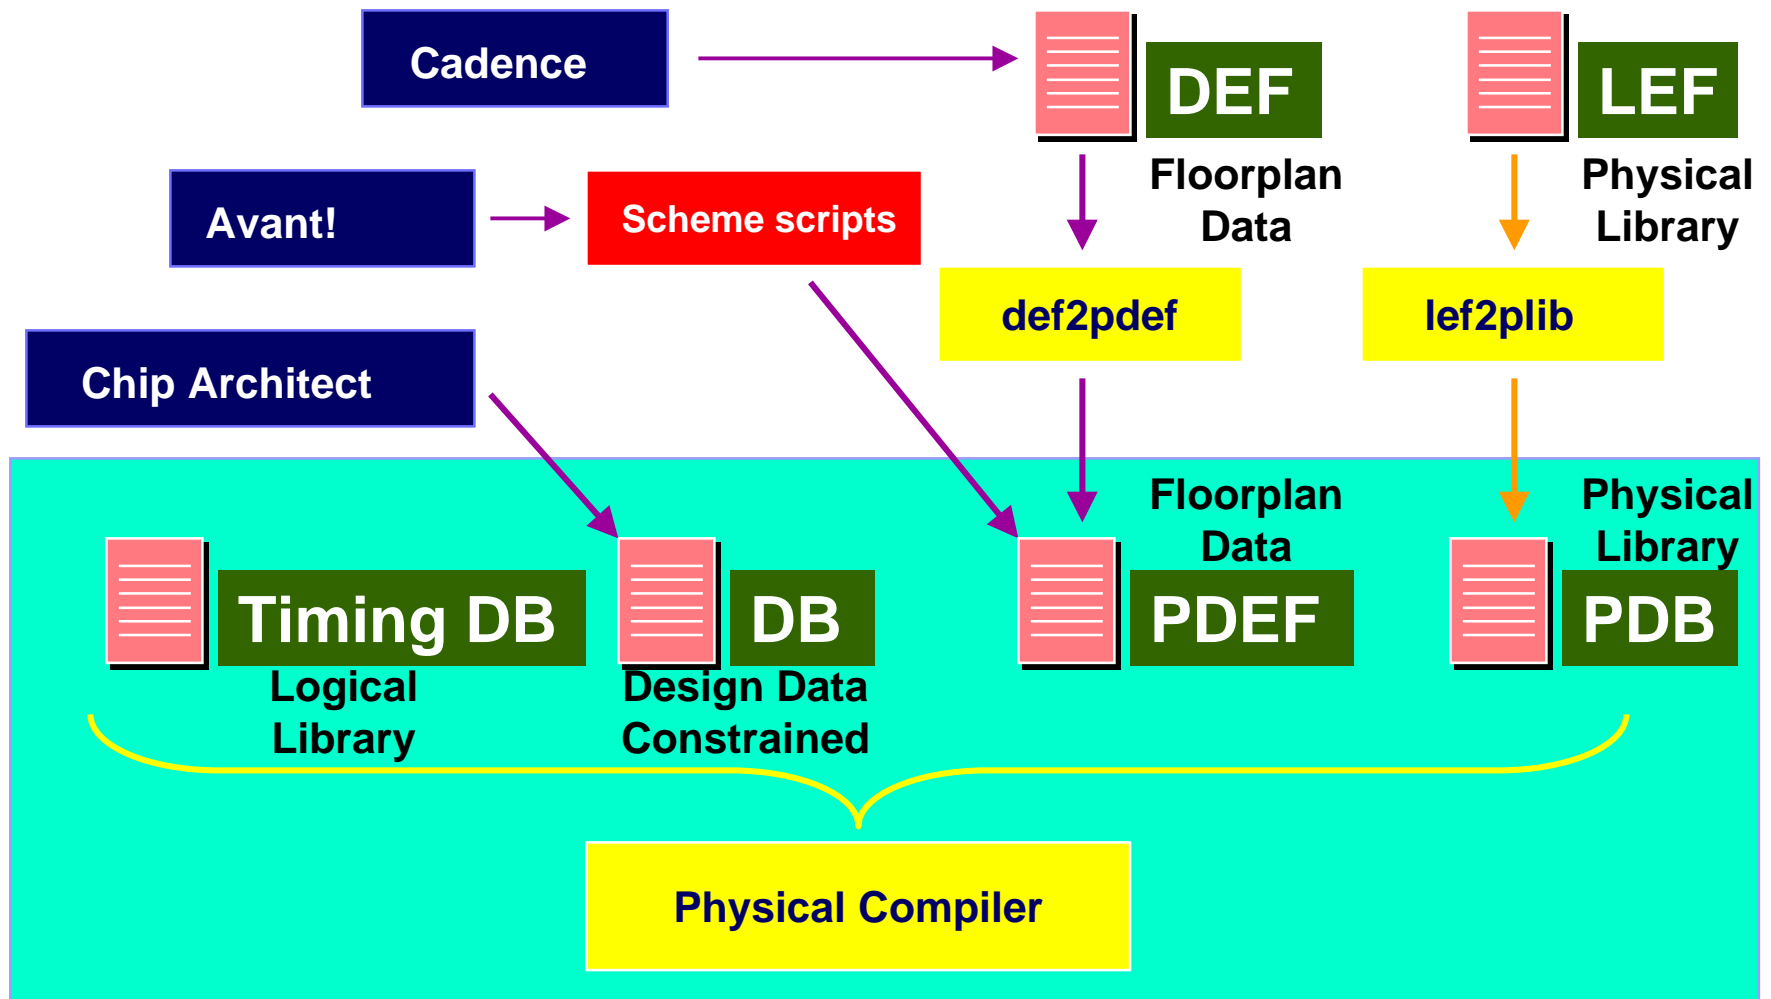 Cadence
DEF
LEF
Floorplan
Data
Physical
Library
Avant!
Scheme scripts
def2pdef
lef2plib
Chip Architect
Floorplan
Data
Physical
Library
Timing DB
DB
PDEF
PDB
Logical
Library
Design Data
Constrained
Physical Compiler